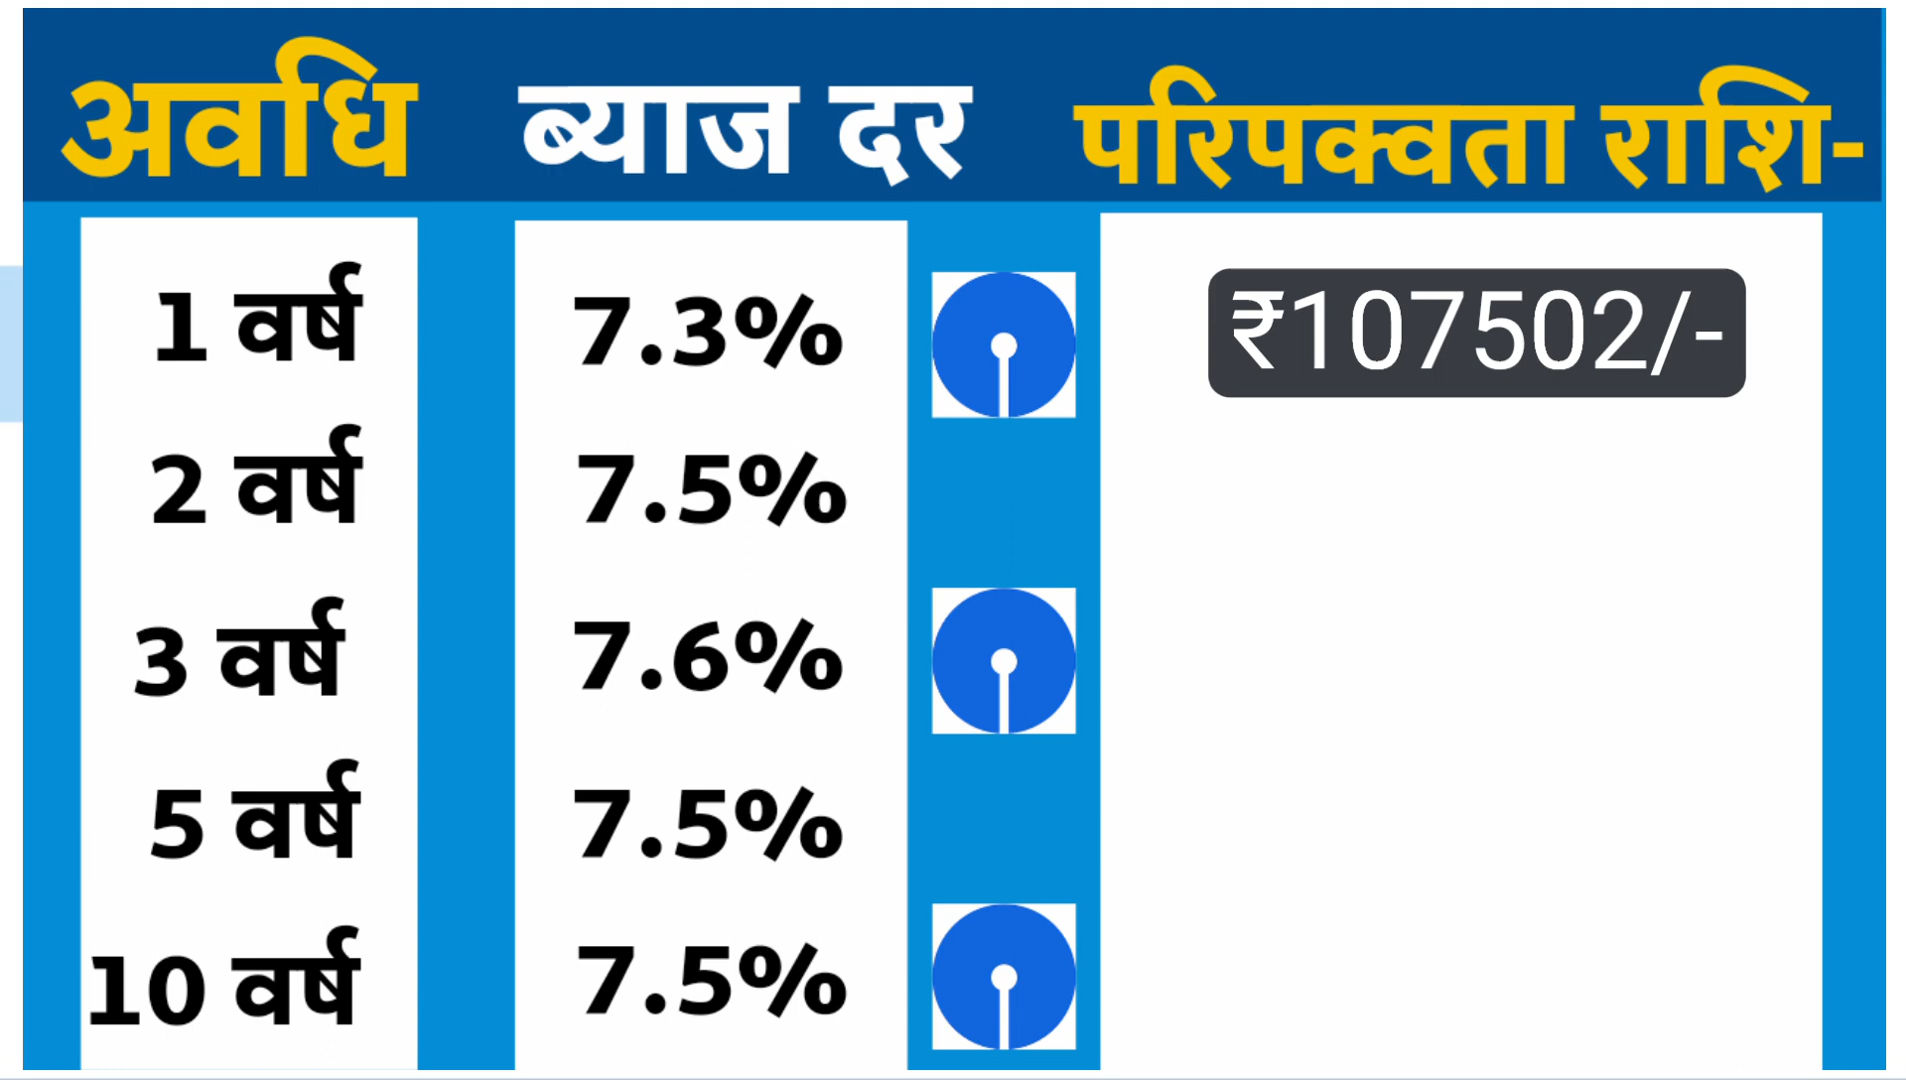 अवधि ब्याज दर परिपक्वता राशि-
1 वर्ष 7.3% ₹107502/-
2 वर्ष 7.5%
3 वर्ष 7.6%
5 वर्ष 7.5%
10 वर्ष 7.5%